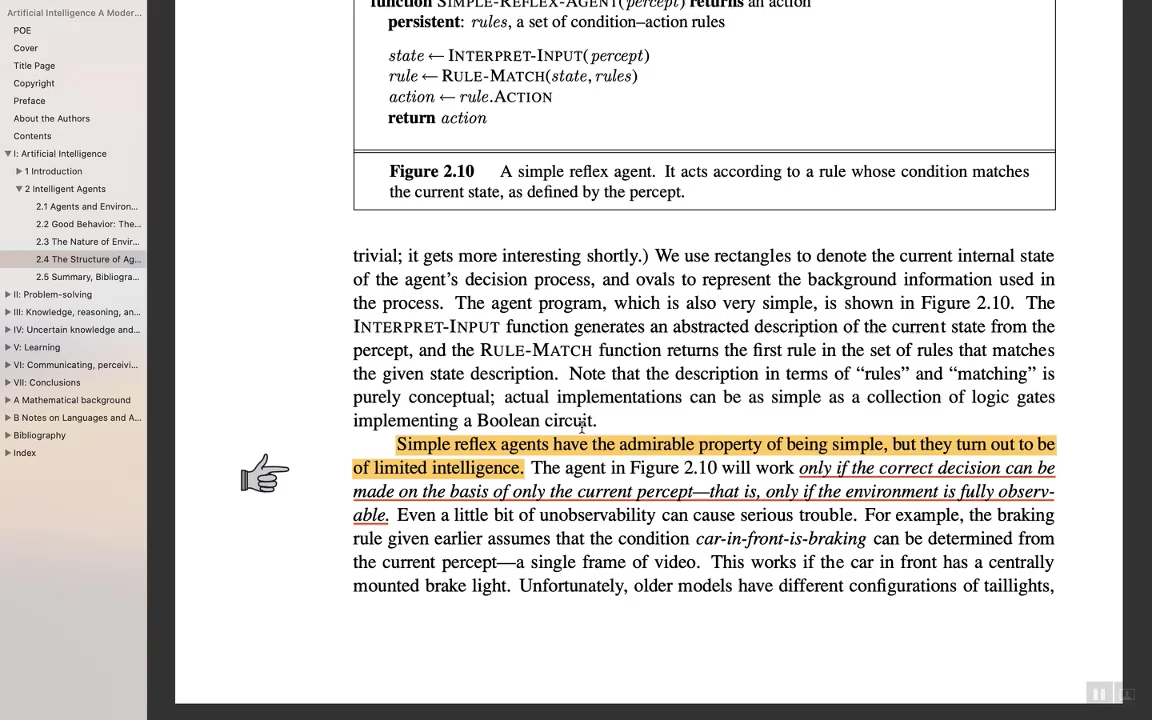 Artificial Intelligence A Moder...
POE
Cover
Title Page
Copyright
Preface
About the Authors
Contents
I: Artificial Intelligence
1 Introduction
2 Intelligent Agents
2.1 Agents and Environ...
2.2 Good Behavior: The...
2.3 The Nature of Envir...
2.4 The Structure of Ag...
2.5 Summary, Bibliogra...
II: Problem-solving
III: Knowledge, reasoning, an...
IV: Uncertain knowledge and...
V: Learning
VI: Communicating, perceivi...
VII: Conclusions
A Mathematical background
B Notes on Languages and A...
Bibliography
Index
function SIMPLE-REFLEX-AGENT(percept) returns an action
persistent: rules, a set of condition–action rules
state ← INTERPRET-INPUT(percept)
rule ← RULE-MATCH(state, rules)
action ← rule.ACTION
return action
Figure 2.10 A simple reflex agent. It acts according to a rule whose condition matches
the current state, as defined by the percept.
trivial; it gets more interesting shortly.) We use rectangles to denote the current internal state
of the agent’s decision process, and ovals to represent the background information used in
the process. The agent program, which is also very simple, is shown in Figure 2.10. The
INTERPRET-INPUT function generates an abstracted description of the current state from the
percept, and the RULE-MATCH function returns the first rule in the set of rules that matches
the given state description. Note that the description in terms of “rules” and “matching” is
purely conceptual; actual implementations can be as simple as a collection of logic gates
implementing a Boolean circuit.
Simple reflex agents have the admirable property of being simple, but they turn out to be
of limited intelligence. The agent in Figure 2.10 will work only if the correct decision can be
made on the basis of only the current percept—that is, only if the environment is fully observ-
able. Even a little bit of unobservability can cause serious trouble. For example, the braking
rule given earlier assumes that the condition car-in-front-is-braking can be determined from
the current percept—a single frame of video. This works if the car in front has a centrally
mounted brake light. Unfortunately, older models have different configurations of taillights,